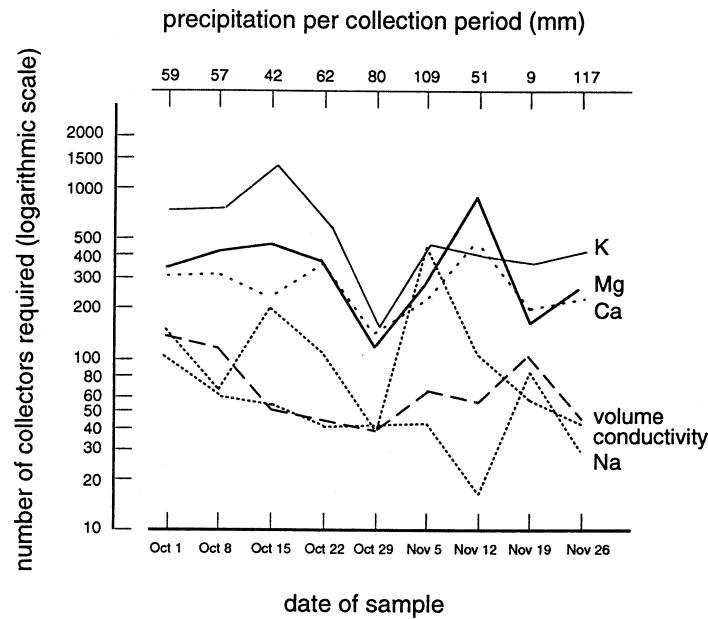 precipitation per collection period (mm)
59 57 42 62 80 109 51 9 117
number of collectors required (logarithmic scale)
2000
1500
1000
500
400
300
200
100
80
60
50
40
30
20
10
K
Mg
Ca
volume
conductivity
Na
Oct 1 Oct 8 Oct 15 Oct 22 Oct 29 Nov 5 Nov 12 Nov 19 Nov 26
date of sample